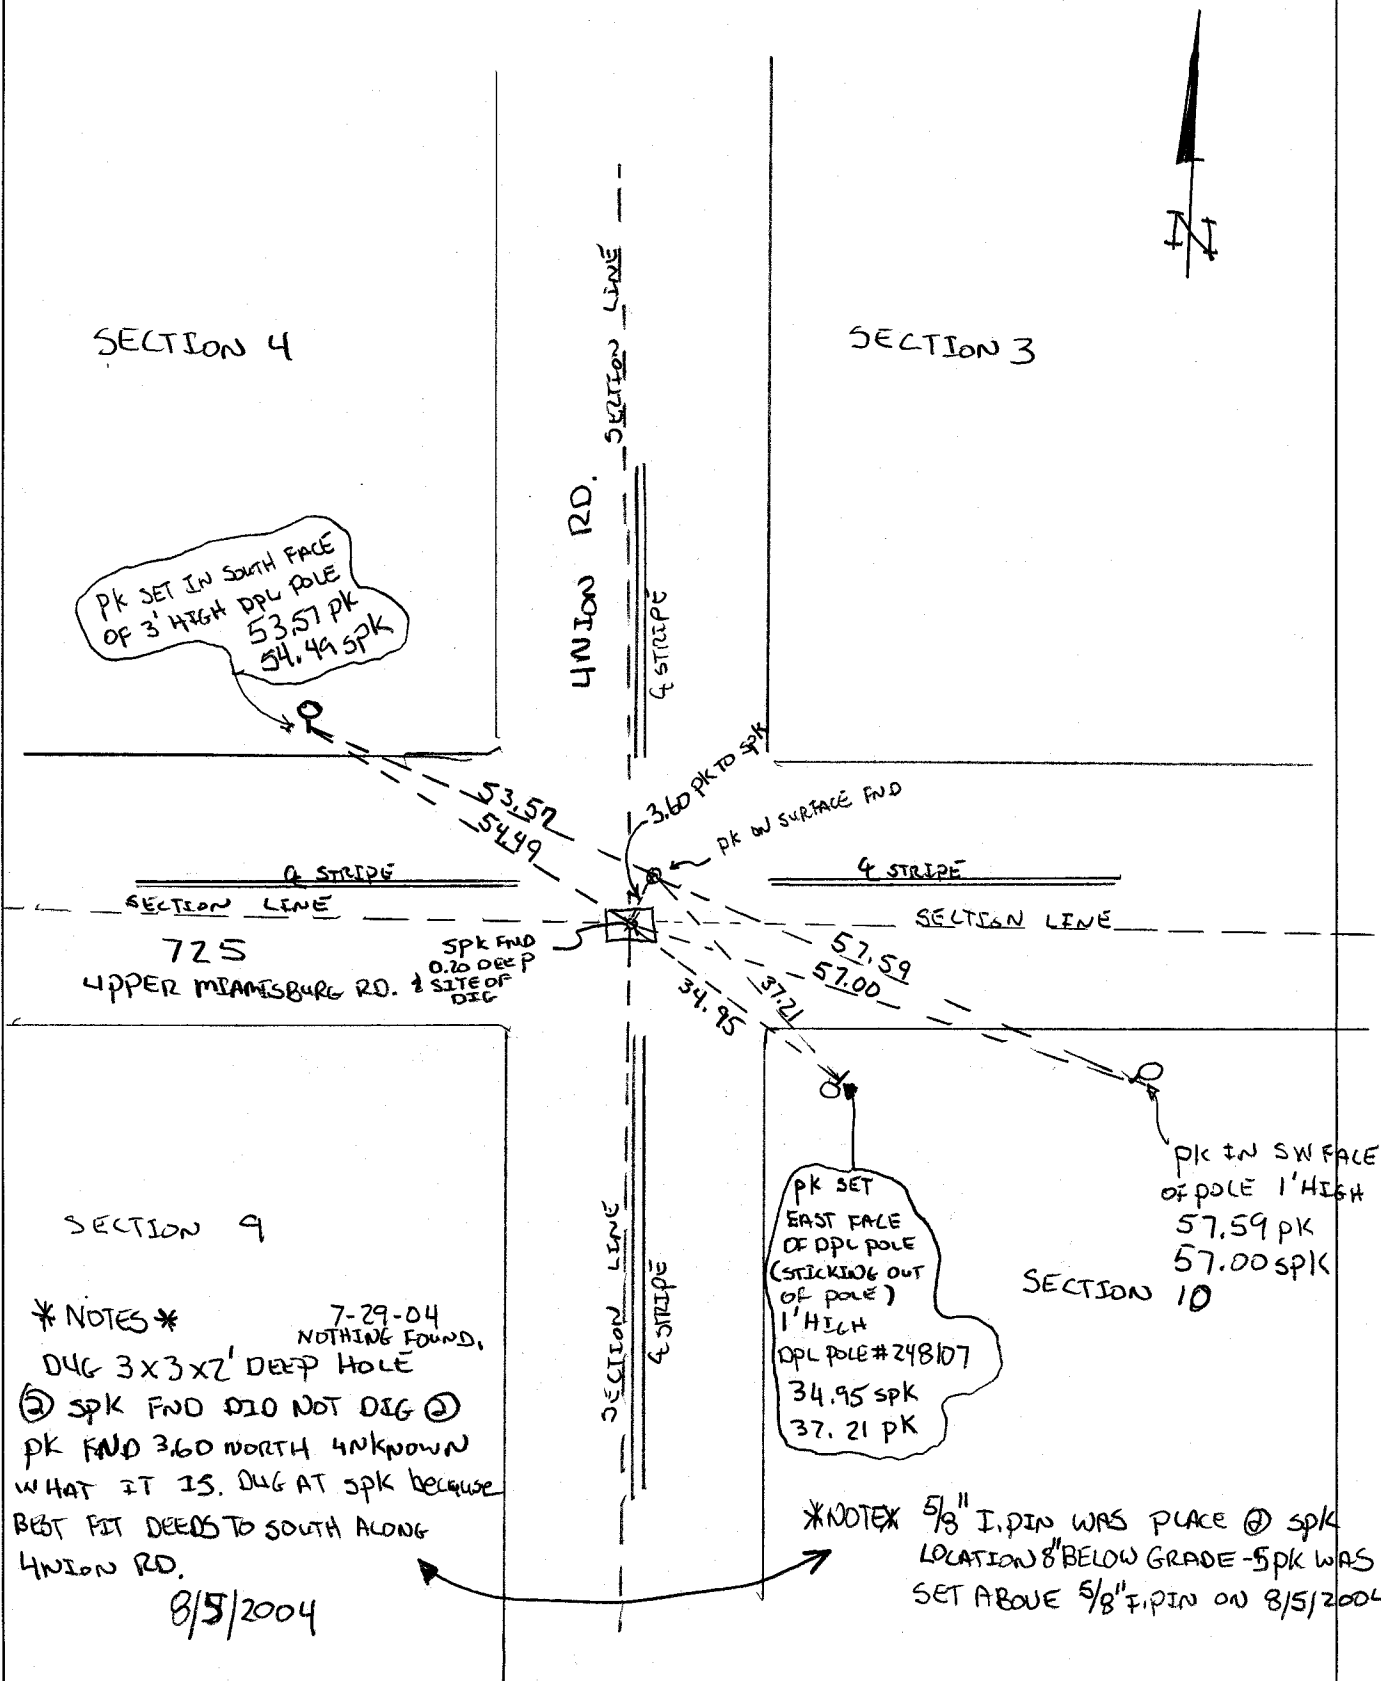 N
SECTION 4
SECTION 3
SECTION LINE
UNION RD.
℄ STRIPE
PK SET IN SOUTH FACE
OF 3' HIGH DPL POLE
53.57 PK
54.49 SPK
3.60 PK TO SPK
PK ON SURFACE FND
53.57
54.49
℄ STRIPE
SECTION LINE
℄ STRIPE
SECTION LINE
725
UPPER MIAMISBURG RD.
SPK FND
0.20 DEEP
& SITE OF
DIG
57.59
57.00
37.21
34.95
PK IN SW FACE
OF POLE 1' HIGH
57.59 PK
57.00 SPK
SECTION 10
PK SET
EAST FACE
OF DPL POLE
(STICKING OUT
OF POLE)
1' HIGH
DPL POLE #248107
34.95 SPK
37.21 PK
SECTION LINE
℄ STRIPE
SECTION 9
*NOTES* 7-29-04
NOTHING FOUND.
DUG 3X3X2' DEEP HOLE
@ SPK FND DID NOT DIG @
PK FND 3.60 NORTH UNKNOWN
WHAT IT IS. DUG AT SPK because
BEST FIT DEEDS TO SOUTH ALONG
UNION RD.
8/5/2004
*NOTE* 5/8" I.PIN WAS PLACE @ SPK
LOCATION 8" BELOW GRADE - SPK WAS
SET ABOVE 5/8" I.PIN ON 8/5/2004